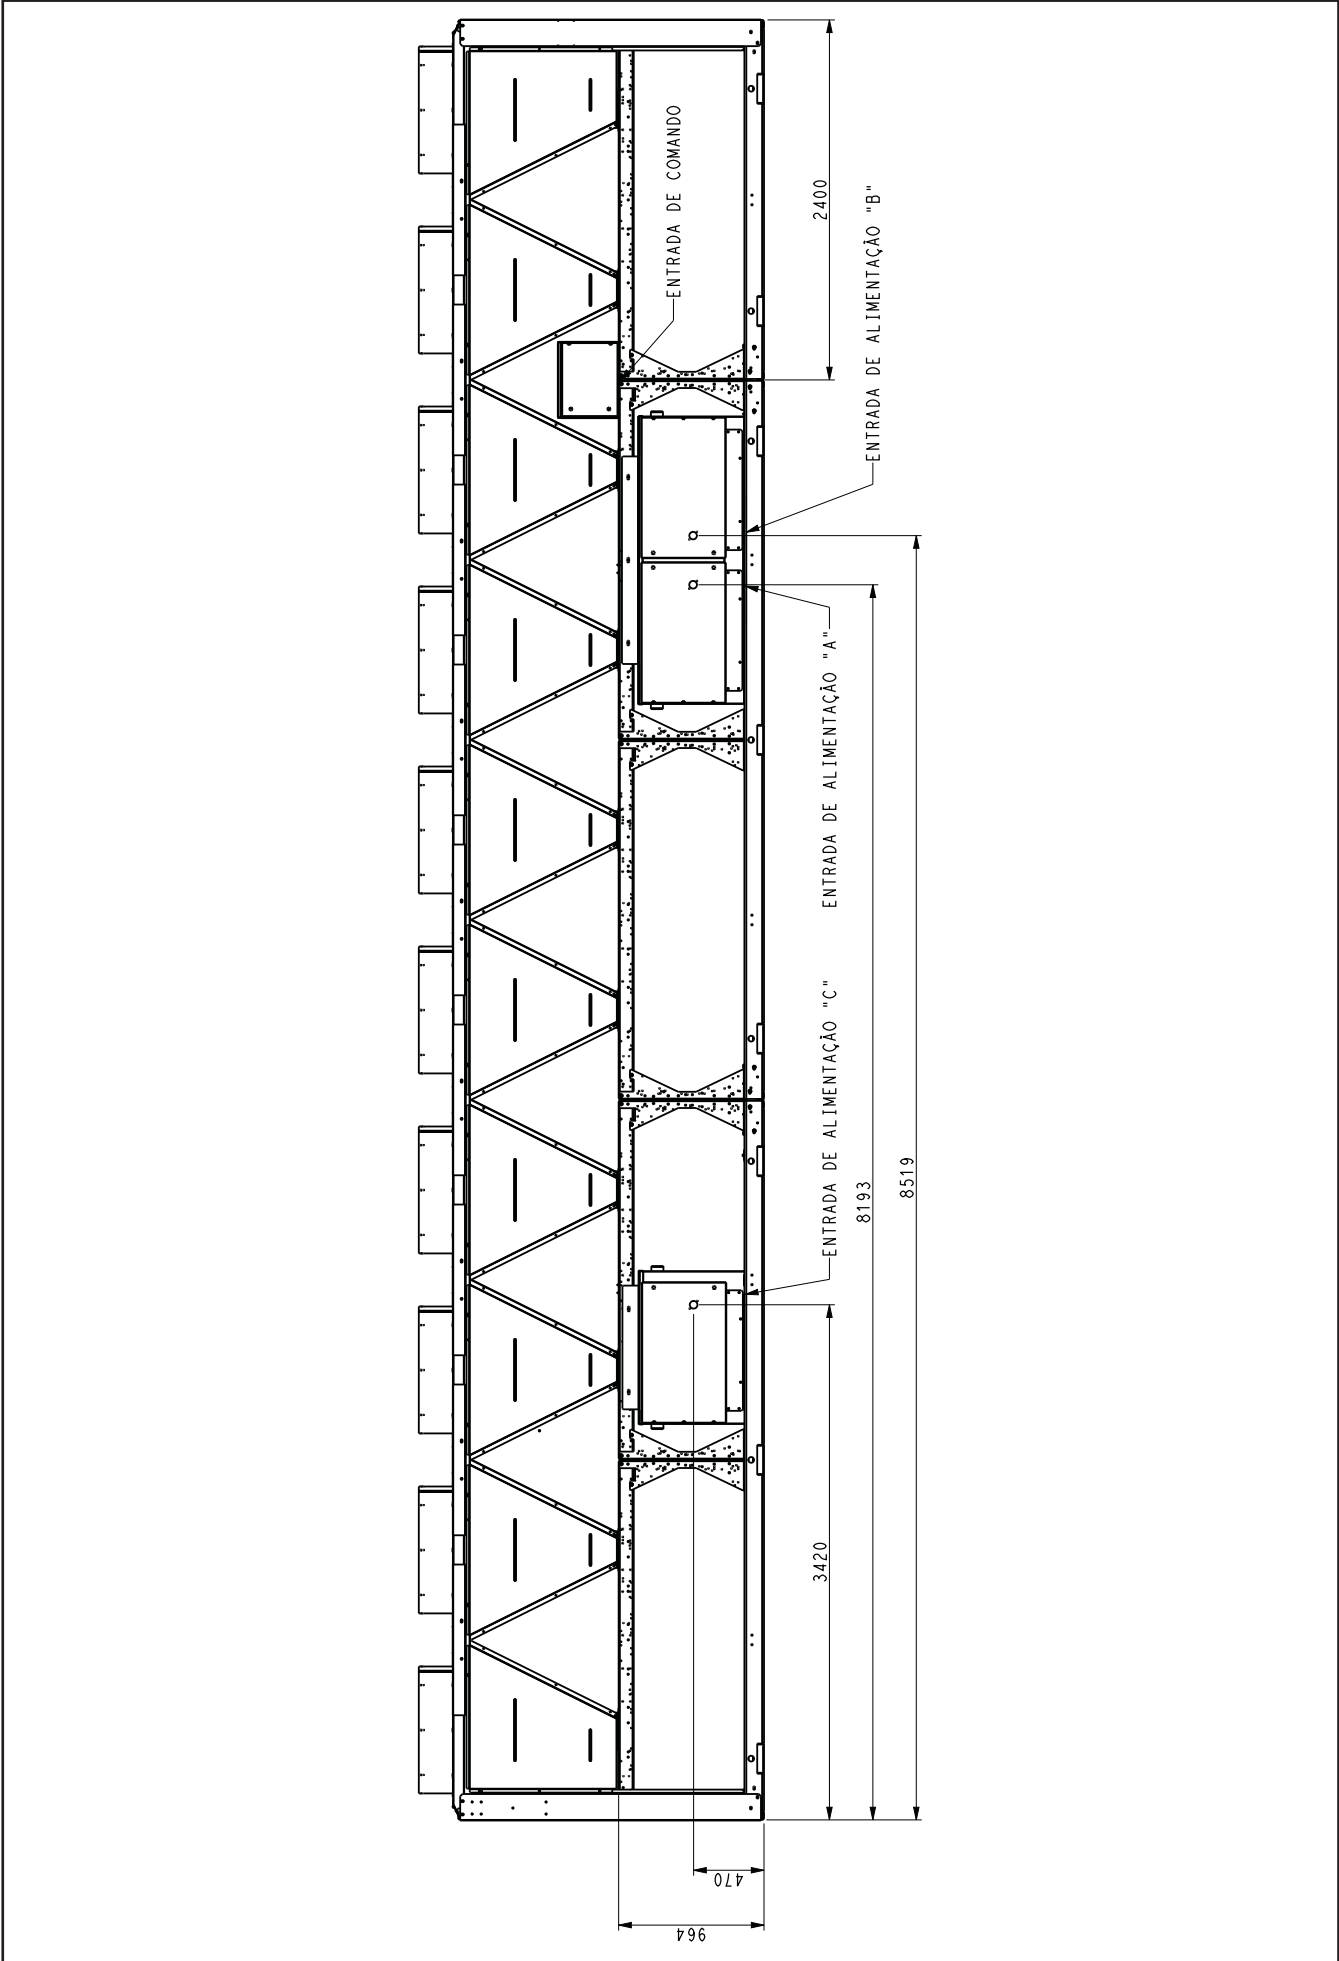 ENTRADA DE COMANDO
2400
ENTRADA DE ALIMENTAÇÃO "B"
ENTRADA DE ALIMENTAÇÃO "A"
ENTRADA DE ALIMENTAÇÃO "C"
8193
8519
3420
470
964